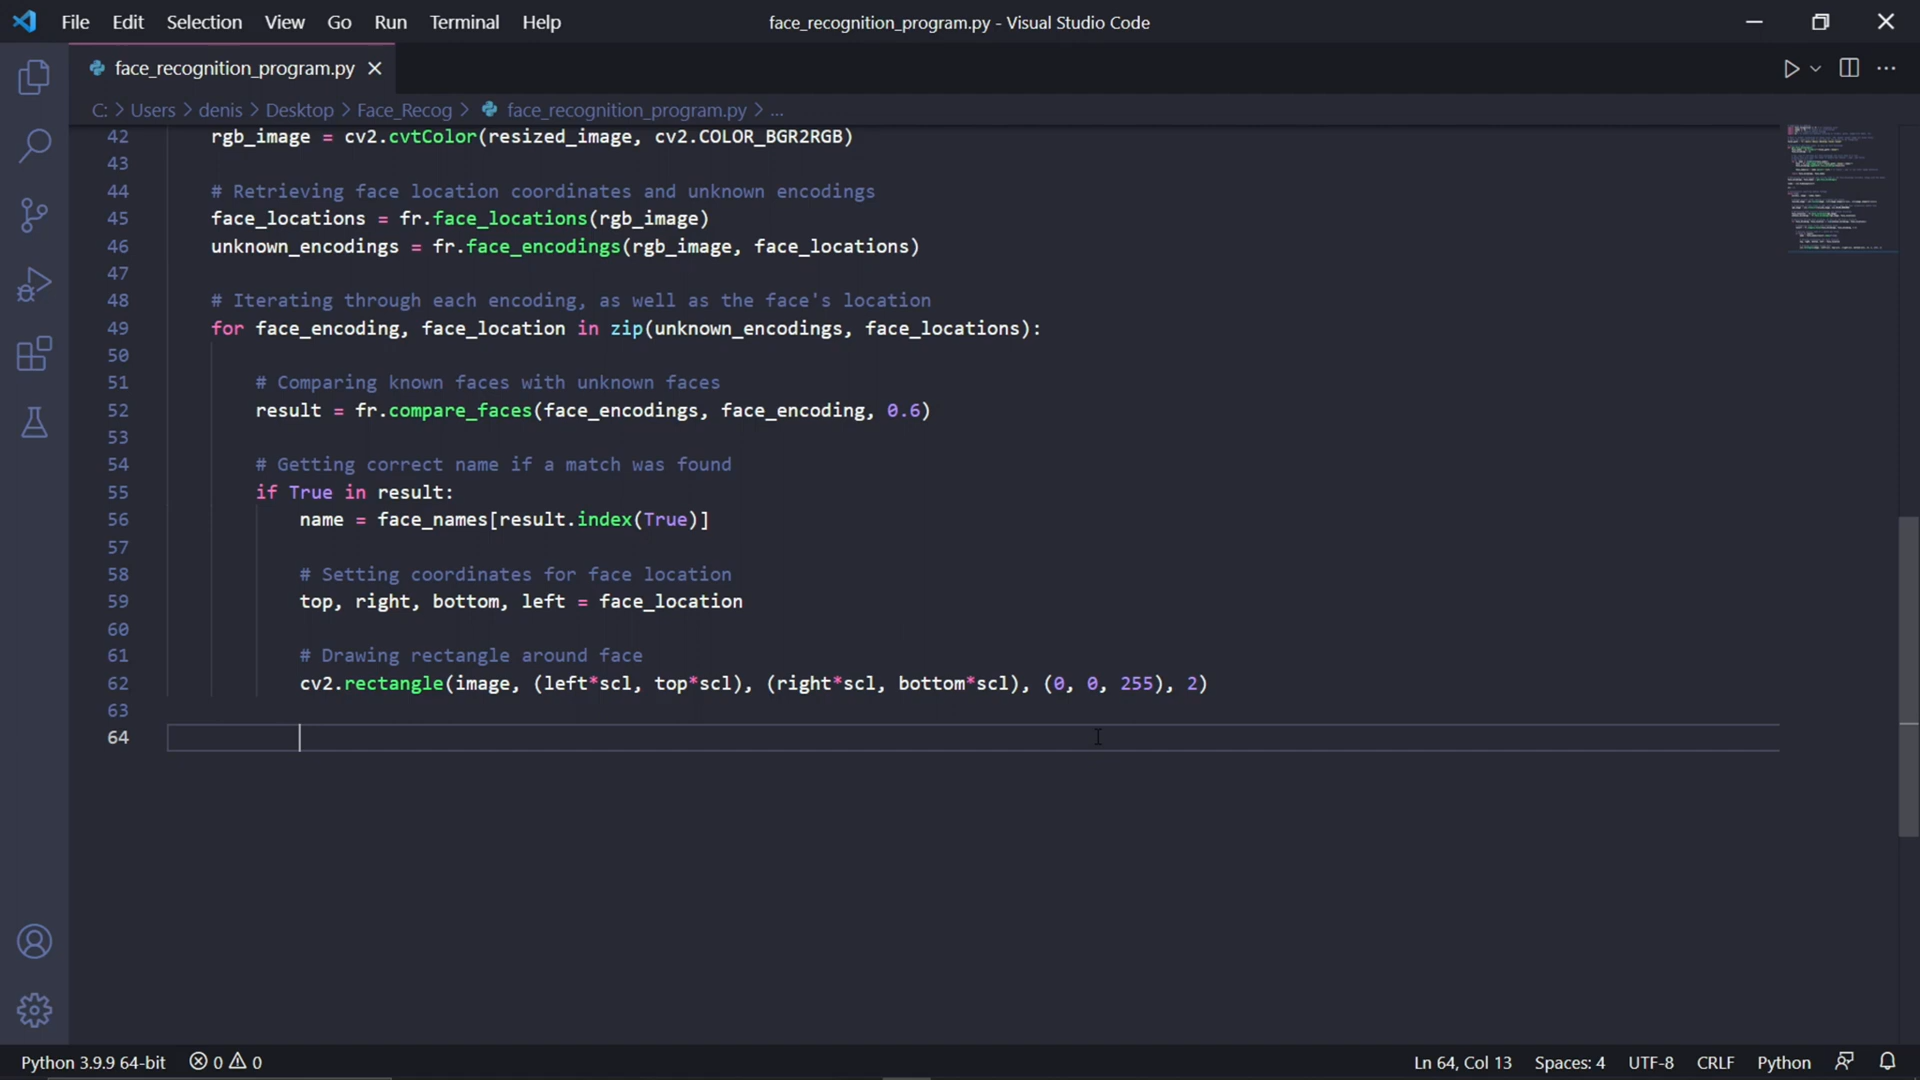 File Edit Selection View Go Run Terminal Help face_recognition_program.py - Visual Studio Code
face_recognition_program.py
C: > Users > denis > Desktop > Face_Recog > face_recognition_program.py > ...
42 rgb_image = cv2.cvtColor(resized_image, cv2.COLOR_BGR2RGB)
43
44 # Retrieving face location coordinates and unknown encodings
45 face_locations = fr.face_locations(rgb_image)
46 unknown_encodings = fr.face_encodings(rgb_image, face_locations)
47
48 # Iterating through each encoding, as well as the face's location
49 for face_encoding, face_location in zip(unknown_encodings, face_locations):
50
51 # Comparing known faces with unknown faces
52 result = fr.compare_faces(face_encodings, face_encoding, 0.6)
53
54 # Getting correct name if a match was found
55 if True in result:
56 name = face_names[result.index(True)]
57
58 # Setting coordinates for face location
59 top, right, bottom, left = face_location
60
61 # Drawing rectangle around face
62 cv2.rectangle(image, (left*scl, top*scl), (right*scl, bottom*scl), (0, 0, 255), 2)
63
64
Python 3.9.9 64-bit 0 0 Ln 64, Col 13 Spaces: 4 UTF-8 CRLF Python